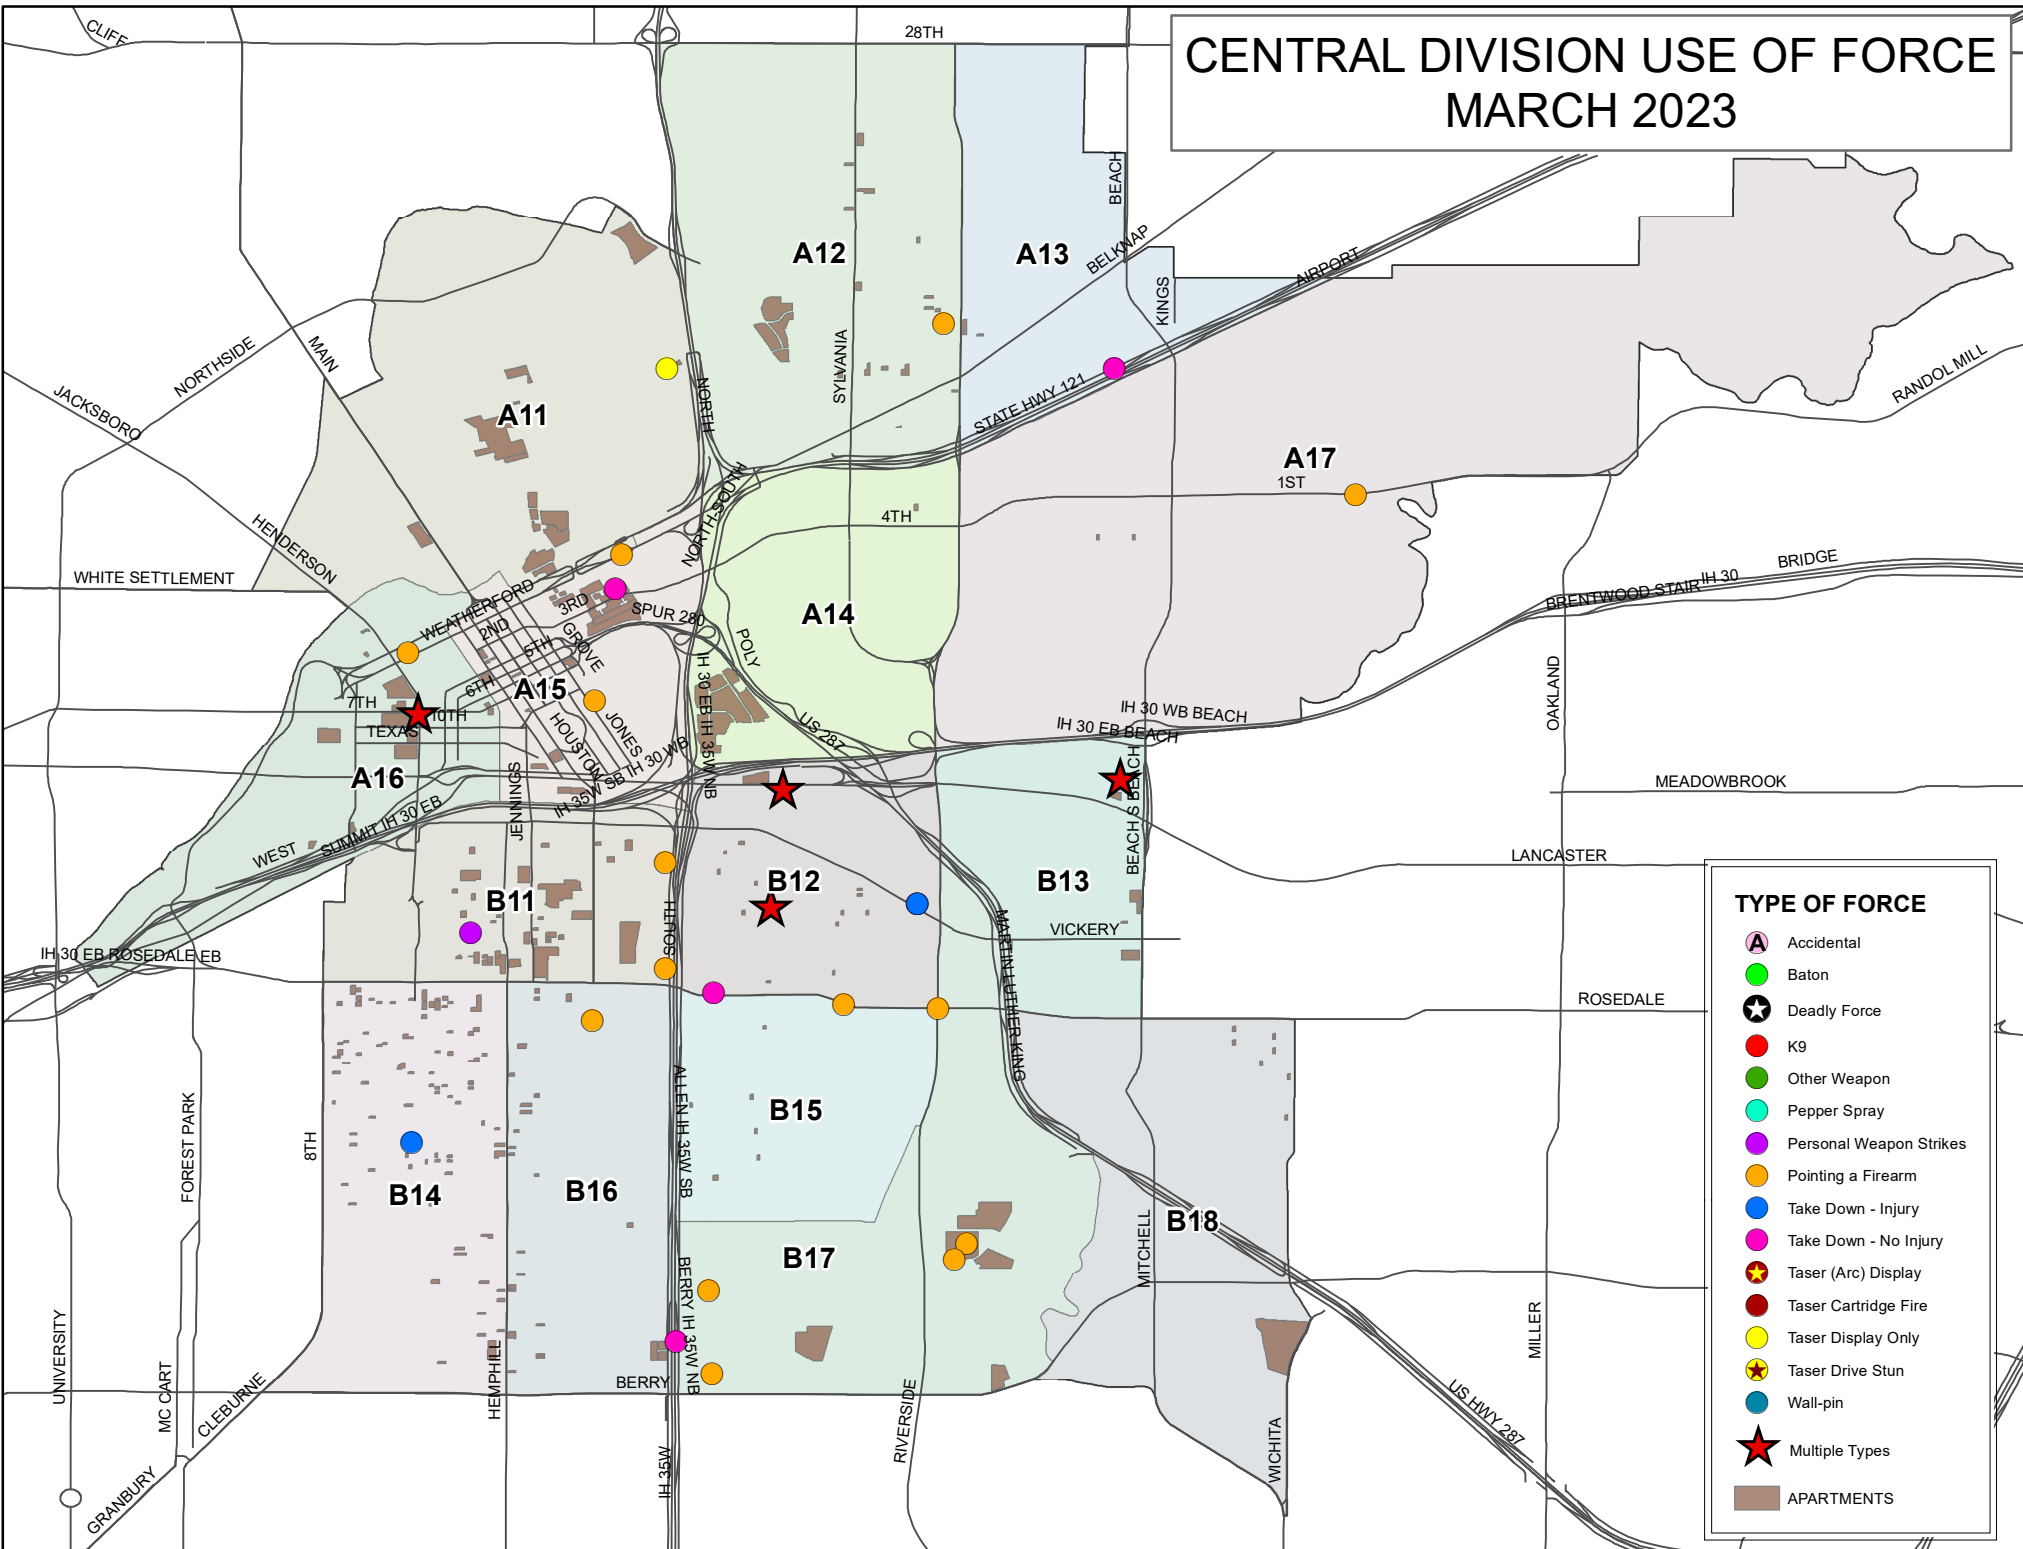 CENTRAL DIVISION USE OF FORCE
MARCH 2023
CLIFF
28TH
BEACH
BELKNAP
AIRPORT
KINGS
A12
A13
NORTHSIDE
MAIN
JACKSBORO
SYLVANIA
NORTH
STATE HWY 121
RANDOL MILL
A11
A17
1ST
NORTH-SOUTH
4TH
HENDERSON
WHITE SETTLEMENT
WEATHERFORD
3RD
2ND
SPUR 280
5TH
GROVE
A14
POLY
BRIDGE
IH 30
BRENTWOOD STAIR
OAKLAND
6TH
A15
7TH
10TH
TEXAS
HOUSTON
JONES
IH 30 EB IH 35W NB
US 287
IH 30 WB BEACH
IH 30 EB BEACH
A16
IH 35W SB IH 30 WB
JENNINGS
BEACH S BEACH
MEADOWBROOK
SUMMIT IH 30 EB
WEST
LANCASTER
B11
B12
B13
SOUTH
VICKERY
MARTIN LUTHER KING
IH 30 EB ROSEDALE EB
ROSEDALE
8TH
FOREST PARK
ALLEN IH 35W SB
B15
B14
B16
B18
B17
MITCHELL
UNIVERSITY
MC CART
CLEBURNE
GRANBURY
HEMPHILL
BERRY
BERRY IH 35W NB
IH 35W
RIVERSIDE
WICHITA
US HWY 287
MILLER
TYPE OF FORCE
A Accidental
Baton
Deadly Force
K9
Other Weapon
Pepper Spray
Personal Weapon Strikes
Pointing a Firearm
Take Down - Injury
Take Down - No Injury
Taser (Arc) Display
Taser Cartridge Fire
Taser Display Only
Taser Drive Stun
Wall-pin
Multiple Types
APARTMENTS